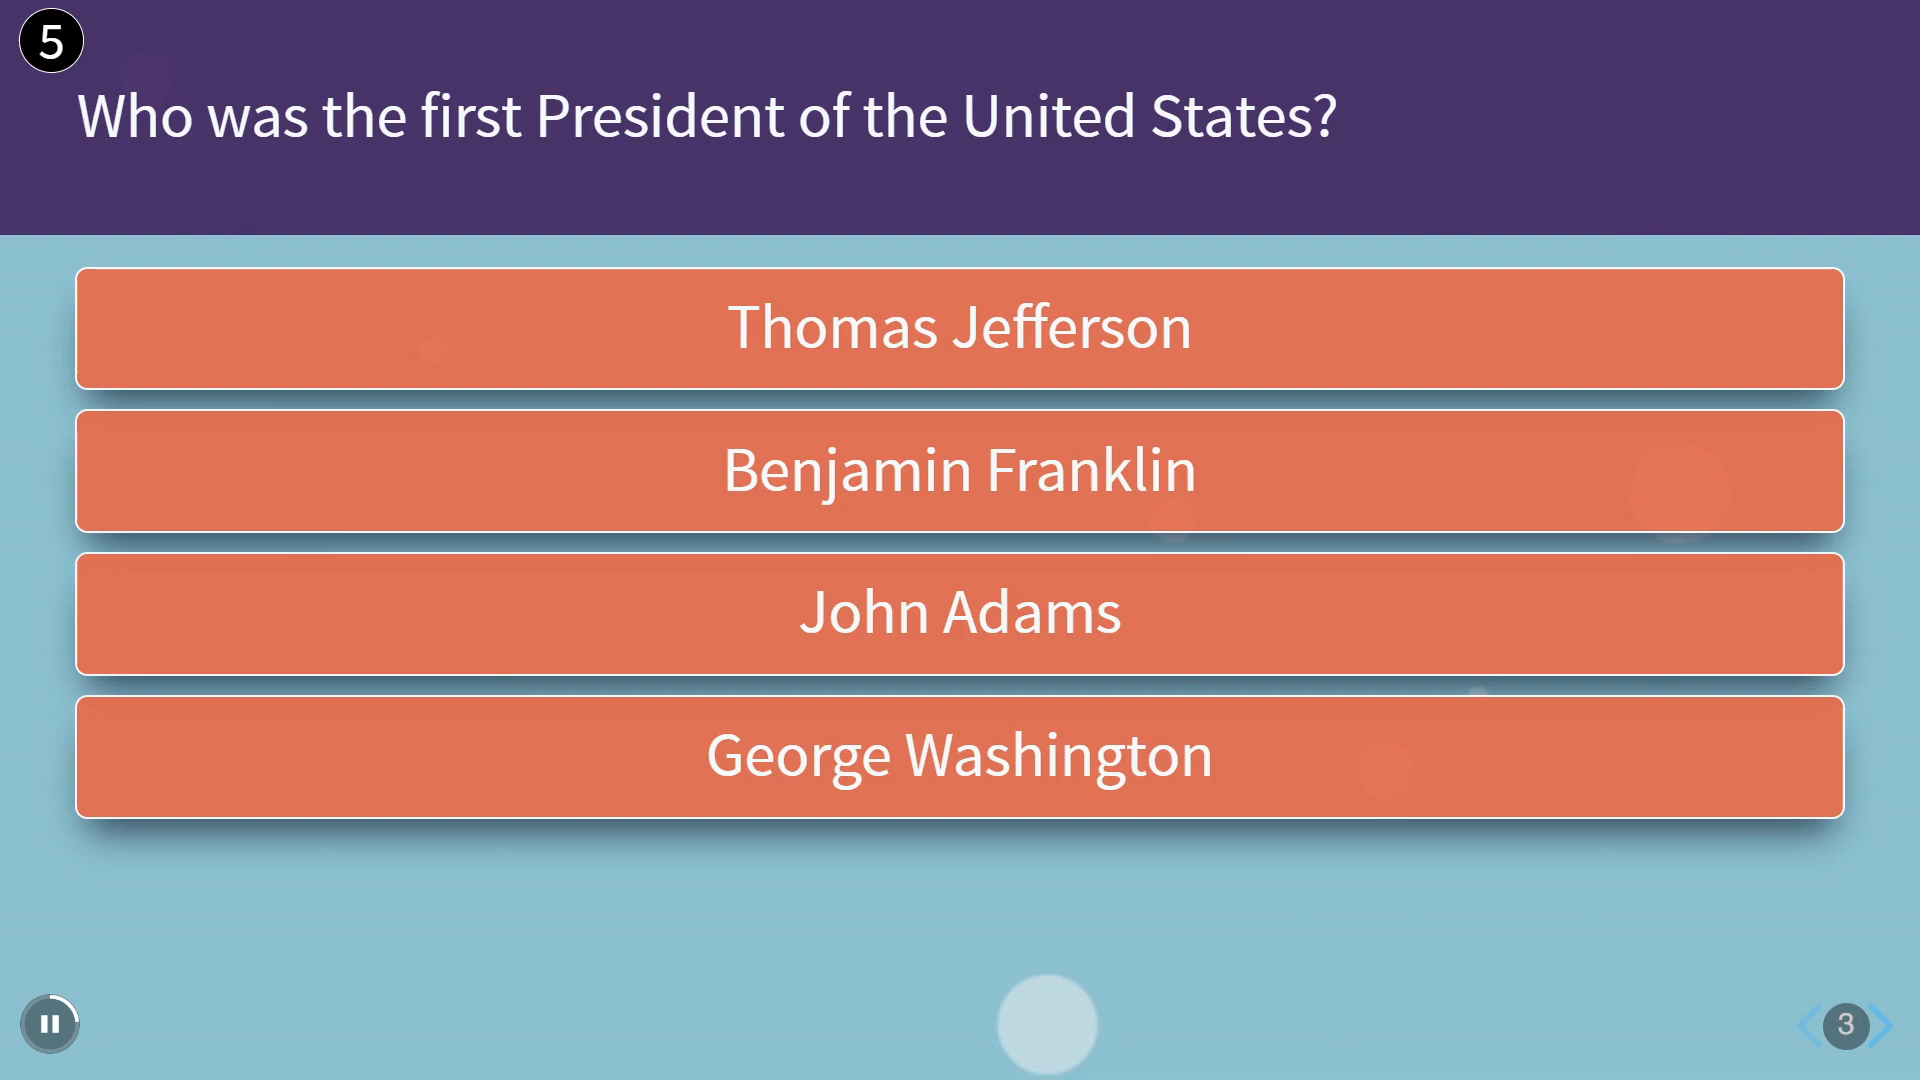 5
Who was the first President of the United States?
Thomas Jefferson
Benjamin Franklin
John Adams
George Washington
3